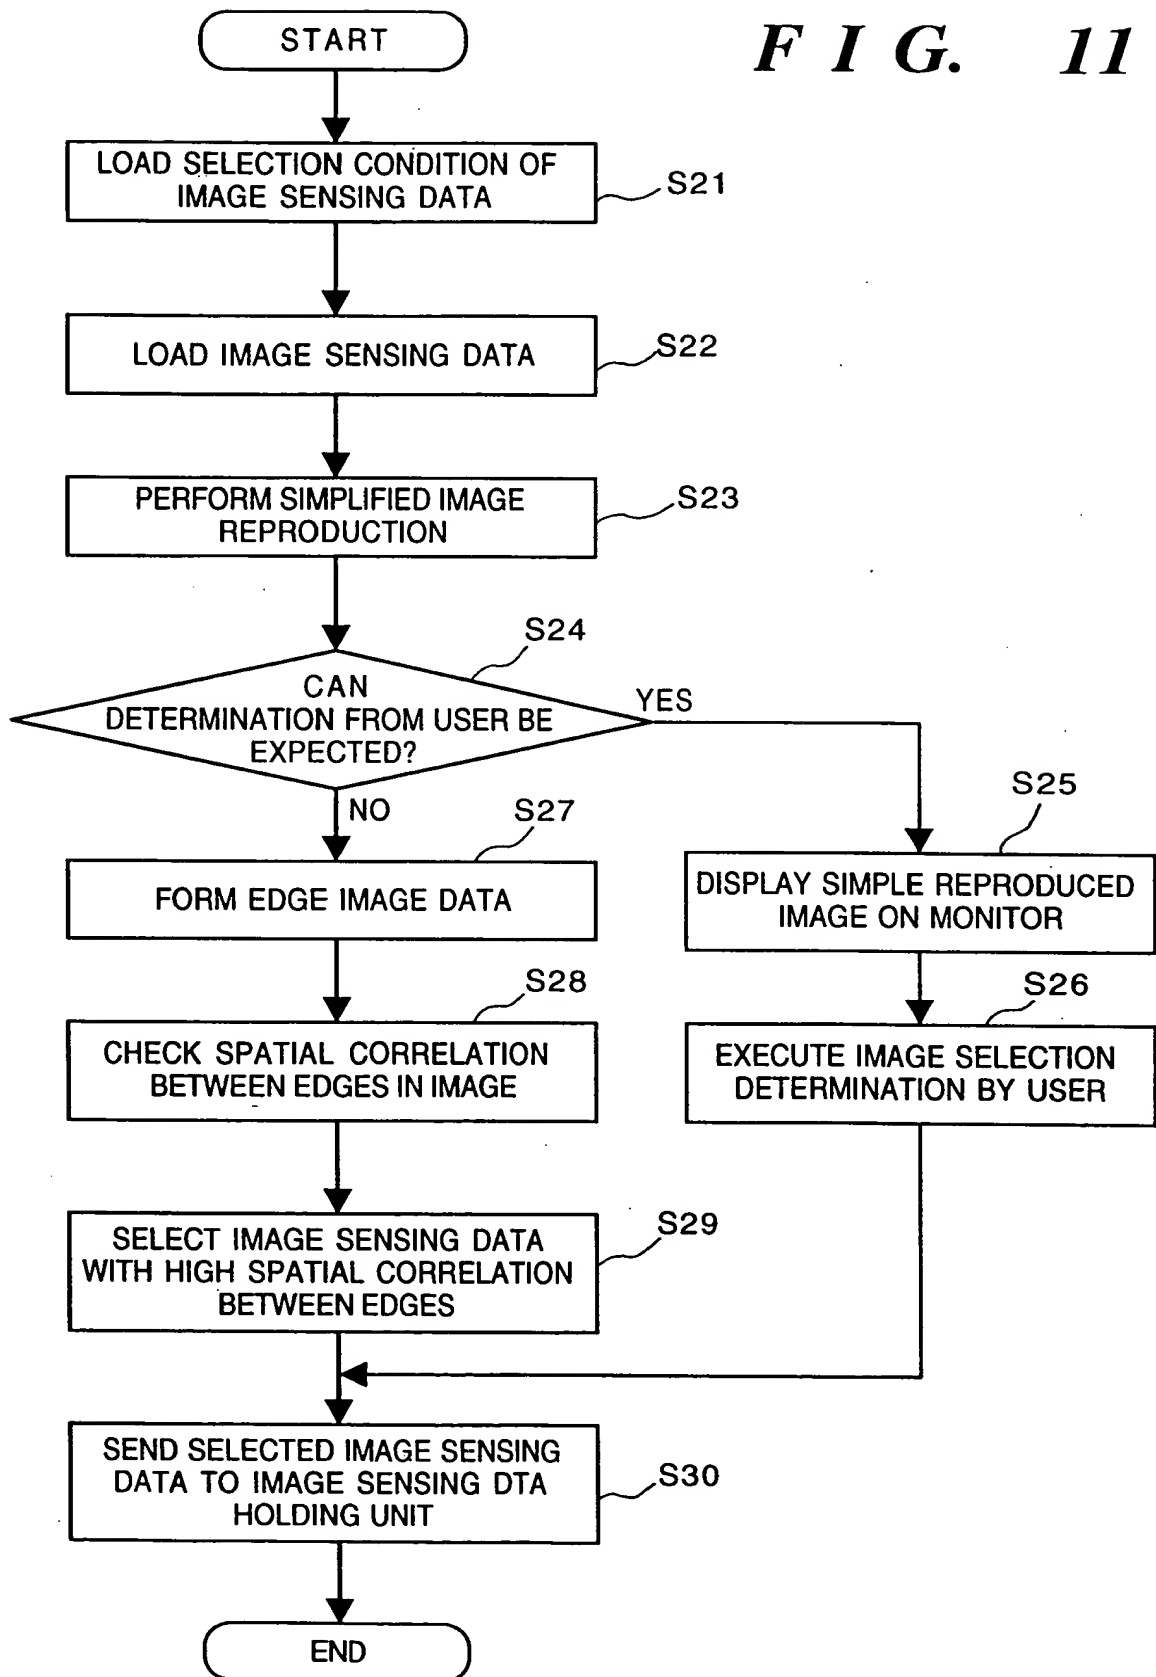 START
F I G. 11
LOAD SELECTION CONDITION OF
IMAGE SENSING DATA
S21
LOAD IMAGE SENSING DATA
S22
PERFORM SIMPLIFIED IMAGE
REPRODUCTION
S23
S24
CAN
DETERMINATION FROM USER BE
EXPECTED?
YES
NO
S25
DISPLAY SIMPLE REPRODUCED
IMAGE ON MONITOR
S26
EXECUTE IMAGE SELECTION
DETERMINATION BY USER
S27
FORM EDGE IMAGE DATA
S28
CHECK SPATIAL CORRELATION
BETWEEN EDGES IN IMAGE
S29
SELECT IMAGE SENSING DATA
WITH HIGH SPATIAL CORRELATION
BETWEEN EDGES
SEND SELECTED IMAGE SENSING
DATA TO IMAGE SENSING DTA
HOLDING UNIT
S30
END